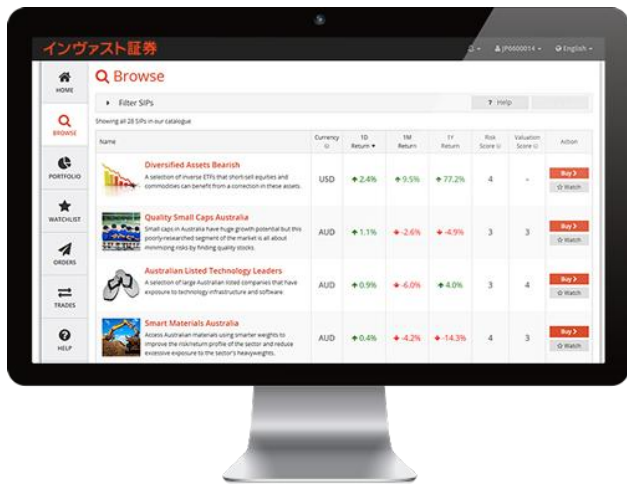 インヴァスト証券
JP6600014
English
HOME
Browse
Filter SIPs
? Help
BROWSE
Showing all 28 SIPs in our catalogue
Name
Currency
1D Return
1M Return
1Y Return
Risk Score
Valuation Score
Action
PORTFOLIO
Diversified Assets Bearish
A selection of inverse ETFs that short-sell equities and
commodities can benefit from a correction in these assets
USD
2.4%
9.5%
77.2%
4
-
Buy
Watch
WATCHLIST
Quality Small Caps Australia
Small caps in Australia have huge growth potential but this
poorly-researched segment of the market is all about
minimizing risks by finding quality stocks.
AUD
1.1%
-2.6%
-4.9%
3
3
Buy
Watch
ORDERS
Australian Listed Technology Leaders
A selection of large Australian listed companies that have
exposure to technology infrastructure and software.
AUD
0.9%
-6.0%
4.0%
3
4
Buy
Watch
TRADES
Smart Materials Australia
Access Australian materials using smarter weights to
improve the risk/return profile of the sector and reduce
excessive exposure to the sector's heavyweights.
AUD
0.4%
-4.2%
-14.3%
4
3
Buy
Watch
HELP